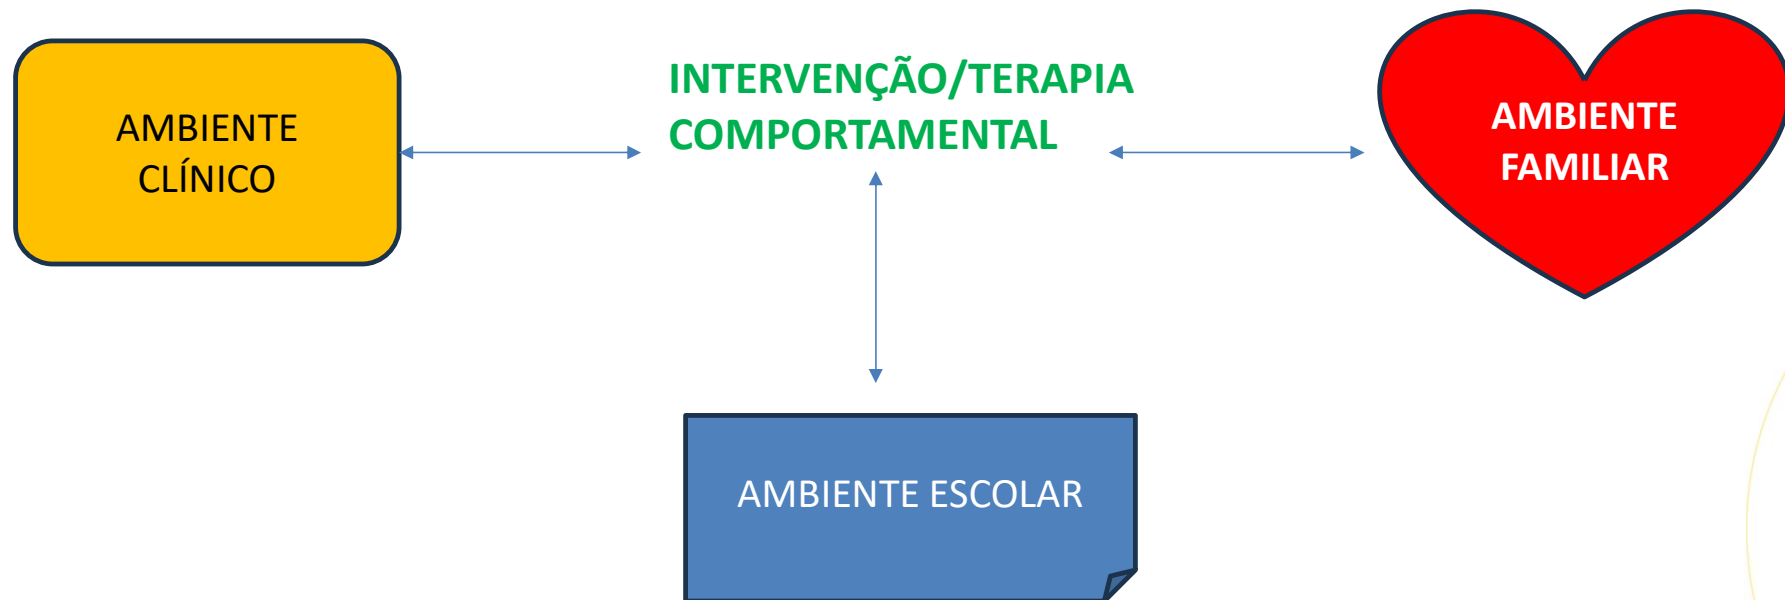 AMBIENTE
CLÍNICO
INTERVENÇÃO/TERAPIA
COMPORTAMENTAL
AMBIENTE
FAMILIAR
AMBIENTE ESCOLAR